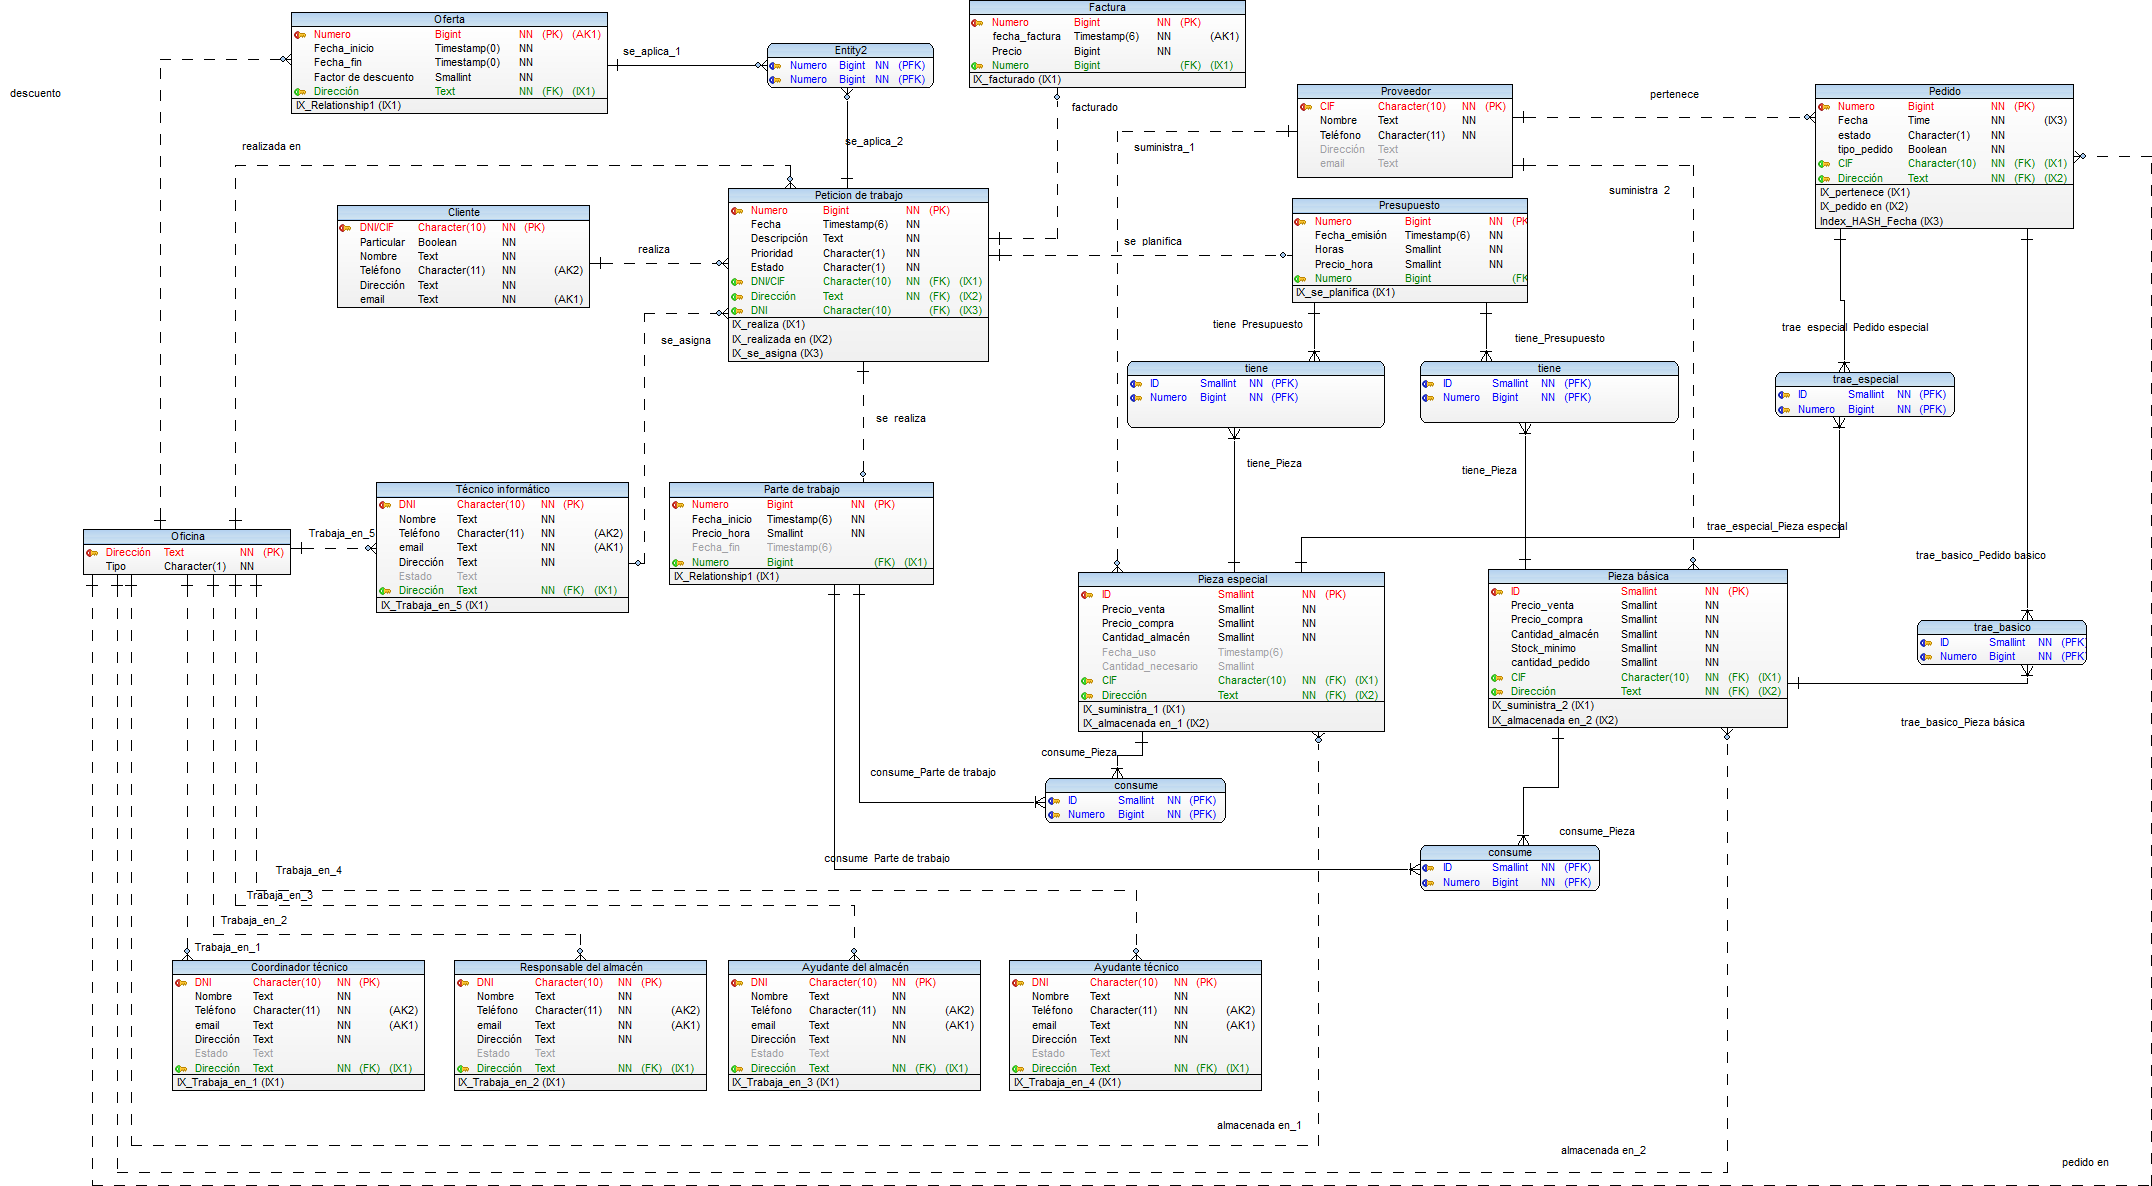 Oferta
Numero Bigint NN (PK) (AK1)
Fecha_inicio Timestamp(0) NN
Fecha_fin Timestamp(0) NN
Factor de descuento Smallint NN
Dirección Text NN (FK) (IX1)
IX_Relationship1 (IX1)
se_aplica_1
Entity2
Numero Bigint NN (PFK)
Numero Bigint NN (PFK)
Factura
Numero Bigint NN (PK)
fecha_factura Timestamp(6) NN (AK1)
Precio Bigint NN
Numero Bigint (FK) (IX1)
IX_facturado (IX1)
descuento
facturado
realizada en
se_aplica_2
Proveedor
CIF Character(10) NN (PK)
Nombre Text NN
Teléfono Character(11) NN
Dirección Text
email Text
pertenece
Pedido
Numero Bigint NN (PK)
Fecha Time NN (IX3)
estado Character(1) NN
tipo_pedido Boolean NN
CIF Character(10) NN (FK) (IX1)
Dirección Text NN (FK) (IX2)
IX_pertenece (IX1)
IX_pedido en (IX2)
Index_HASH_Fecha (IX3)
suministra_1
suministra_2
Cliente
DNI/CIF Character(10) NN (PK)
Particular Boolean NN
Nombre Text NN
Teléfono Character(11) NN (AK2)
Dirección Text NN
email Text NN (AK1)
realiza
Peticion de trabajo
Numero Bigint NN (PK)
Fecha Timestamp(6) NN
Descripción Text NN
Prioridad Character(1) NN
Estado Character(1) NN
DNI/CIF Character(10) NN (FK) (IX1)
Dirección Text NN (FK) (IX2)
DNI Character(10) (FK) (IX3)
IX_realiza (IX1)
IX_realizada en (IX2)
IX_se_asigna (IX3)
se_planifica
Presupuesto
Numero Bigint NN (PK
Fecha_emisión Timestamp(6) NN
Horas Smallint NN
Precio_hora Smallint NN
Numero Bigint (FK
IX_se_planifica (IX1)
se_asigna
tiene_Presupuesto
tiene_Presupuesto
trae_especial_Pedido especial
tiene
ID Smallint NN (PFK)
Numero Bigint NN (PFK)
tiene
ID Smallint NN (PFK)
Numero Bigint NN (PFK)
trae_especial
ID Smallint NN (PFK)
Numero Bigint NN (PFK)
se_realiza
tiene_Pieza
tiene_Pieza
trae_especial_Pieza especial
trae_basico_Pedido basico
Oficina
Dirección Text NN (PK)
Tipo Character(1) NN
Trabaja_en_5
Técnico informático
DNI Character(10) NN (PK)
Nombre Text NN
Teléfono Character(11) NN (AK2)
email Text NN (AK1)
Dirección Text NN
Estado Text
Dirección Text NN (FK) (IX1)
IX_Trabaja_en_5 (IX1)
Parte de trabajo
Numero Bigint NN (PK)
Fecha_inicio Timestamp(6) NN
Precio_hora Smallint NN
Fecha_fin Timestamp(6)
Numero Bigint (FK) (IX1)
IX_Relationship1 (IX1)
Pieza especial
ID Smallint NN (PK)
Precio_venta Smallint NN
Precio_compra Smallint NN
Cantidad_almacén Smallint NN
Fecha_uso Timestamp(6)
Cantidad_necesario Smallint
CIF Character(10) NN (FK) (IX1)
Dirección Text NN (FK) (IX2)
IX_suministra_1 (IX1)
IX_almacenada en_1 (IX2)
Pieza básica
ID Smallint NN (PK)
Precio_venta Smallint NN
Precio_compra Smallint NN
Cantidad_almacén Smallint NN
Stock_minimo Smallint NN
cantidad_pedido Smallint NN
CIF Character(10) NN (FK) (IX1)
Dirección Text NN (FK) (IX2)
IX_suministra_2 (IX1)
IX_almacenada en_2 (IX2)
trae_basico
ID Smallint NN (PFK
Numero Bigint NN (PFK
trae_basico_Pieza básica
consume_Pieza
consume_Parte de trabajo
consume
ID Smallint NN (PFK)
Numero Bigint NN (PFK)
consume_Pieza
consume_Parte de trabajo
consume
ID Smallint NN (PFK)
Numero Bigint NN (PFK)
Trabaja_en_4
Trabaja_en_3
Trabaja_en_2
Trabaja_en_1
Coordinador técnico
DNI Character(10) NN (PK)
Nombre Text NN
Teléfono Character(11) NN (AK2)
email Text NN (AK1)
Dirección Text NN
Estado Text
Dirección Text NN (FK) (IX1)
IX_Trabaja_en_1 (IX1)
Responsable del almacén
DNI Character(10) NN (PK)
Nombre Text NN
Teléfono Character(11) NN (AK2)
email Text NN (AK1)
Dirección Text NN
Estado Text
Dirección Text NN (FK) (IX1)
IX_Trabaja_en_2 (IX1)
Ayudante del almacén
DNI Character(10) NN (PK)
Nombre Text NN
Teléfono Character(11) NN (AK2)
email Text NN (AK1)
Dirección Text NN
Estado Text
Dirección Text NN (FK) (IX1)
IX_Trabaja_en_3 (IX1)
Ayudante técnico
DNI Character(10) NN (PK)
Nombre Text NN
Teléfono Character(11) NN (AK2)
email Text NN (AK1)
Dirección Text NN
Estado Text
Dirección Text NN (FK) (IX1)
IX_Trabaja_en_4 (IX1)
almacenada en_1
almacenada en_2
pedido en